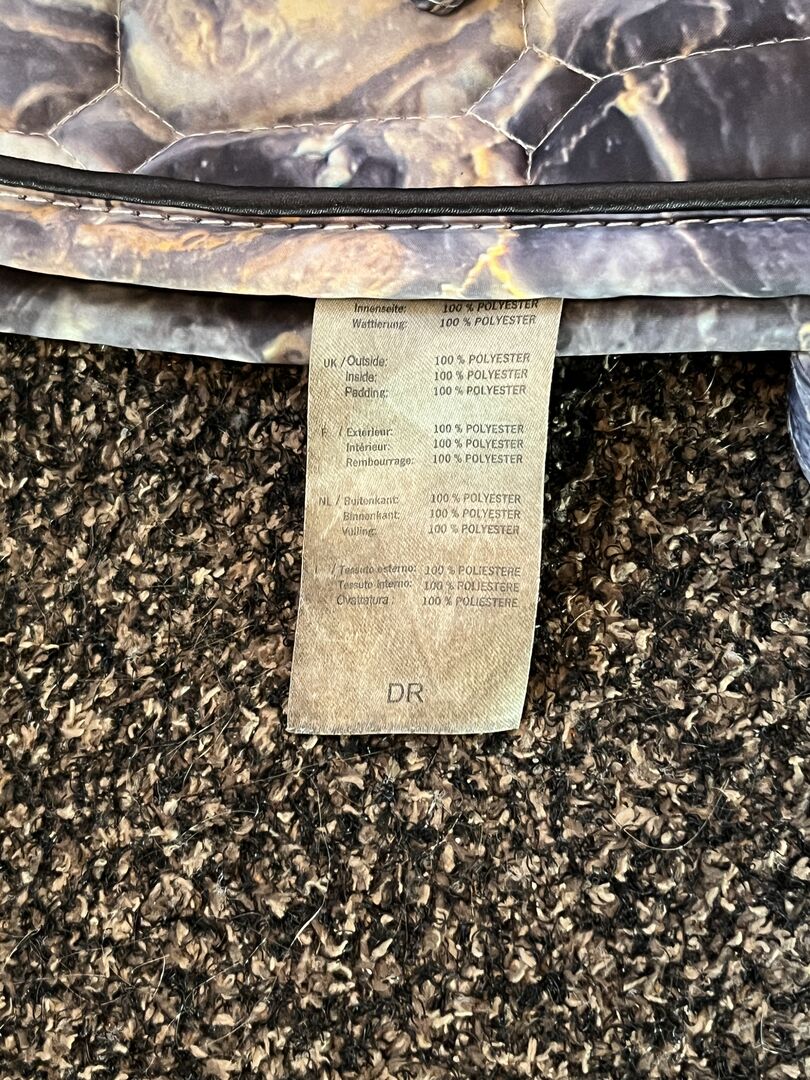 Innenseite: 100 % POLYESTER
Wattierung: 100 % POLYESTER
UK / Outside: 100 % POLYESTER
Inside: 100 % POLYESTER
Padding: 100 % POLYESTER
F / Extérieur: 100 % POLYESTER
Intérieur: 100 % POLYESTER
Rembourrage: 100 % POLYESTER
NL / Buitenkant: 100 % POLYESTER
Binnenkant: 100 % POLYESTER
Vulling: 100 % POLYESTER
I / Tessuto esterno: 100 % POLIESTERE
Tessuto interno: 100 % POLIESTERE
Ovattatura : 100 % POLIESTERE
DR